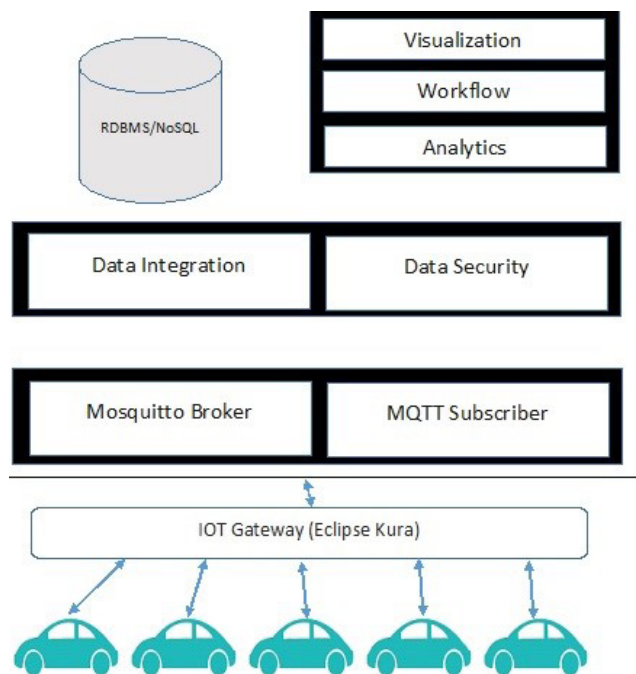 Visualization
Workflow
RDBMS/NoSQL
Analytics
Data Integration
Data Security
Mosquitto Broker
MQTT Subscriber
IOT Gateway (Eclipse Kura)